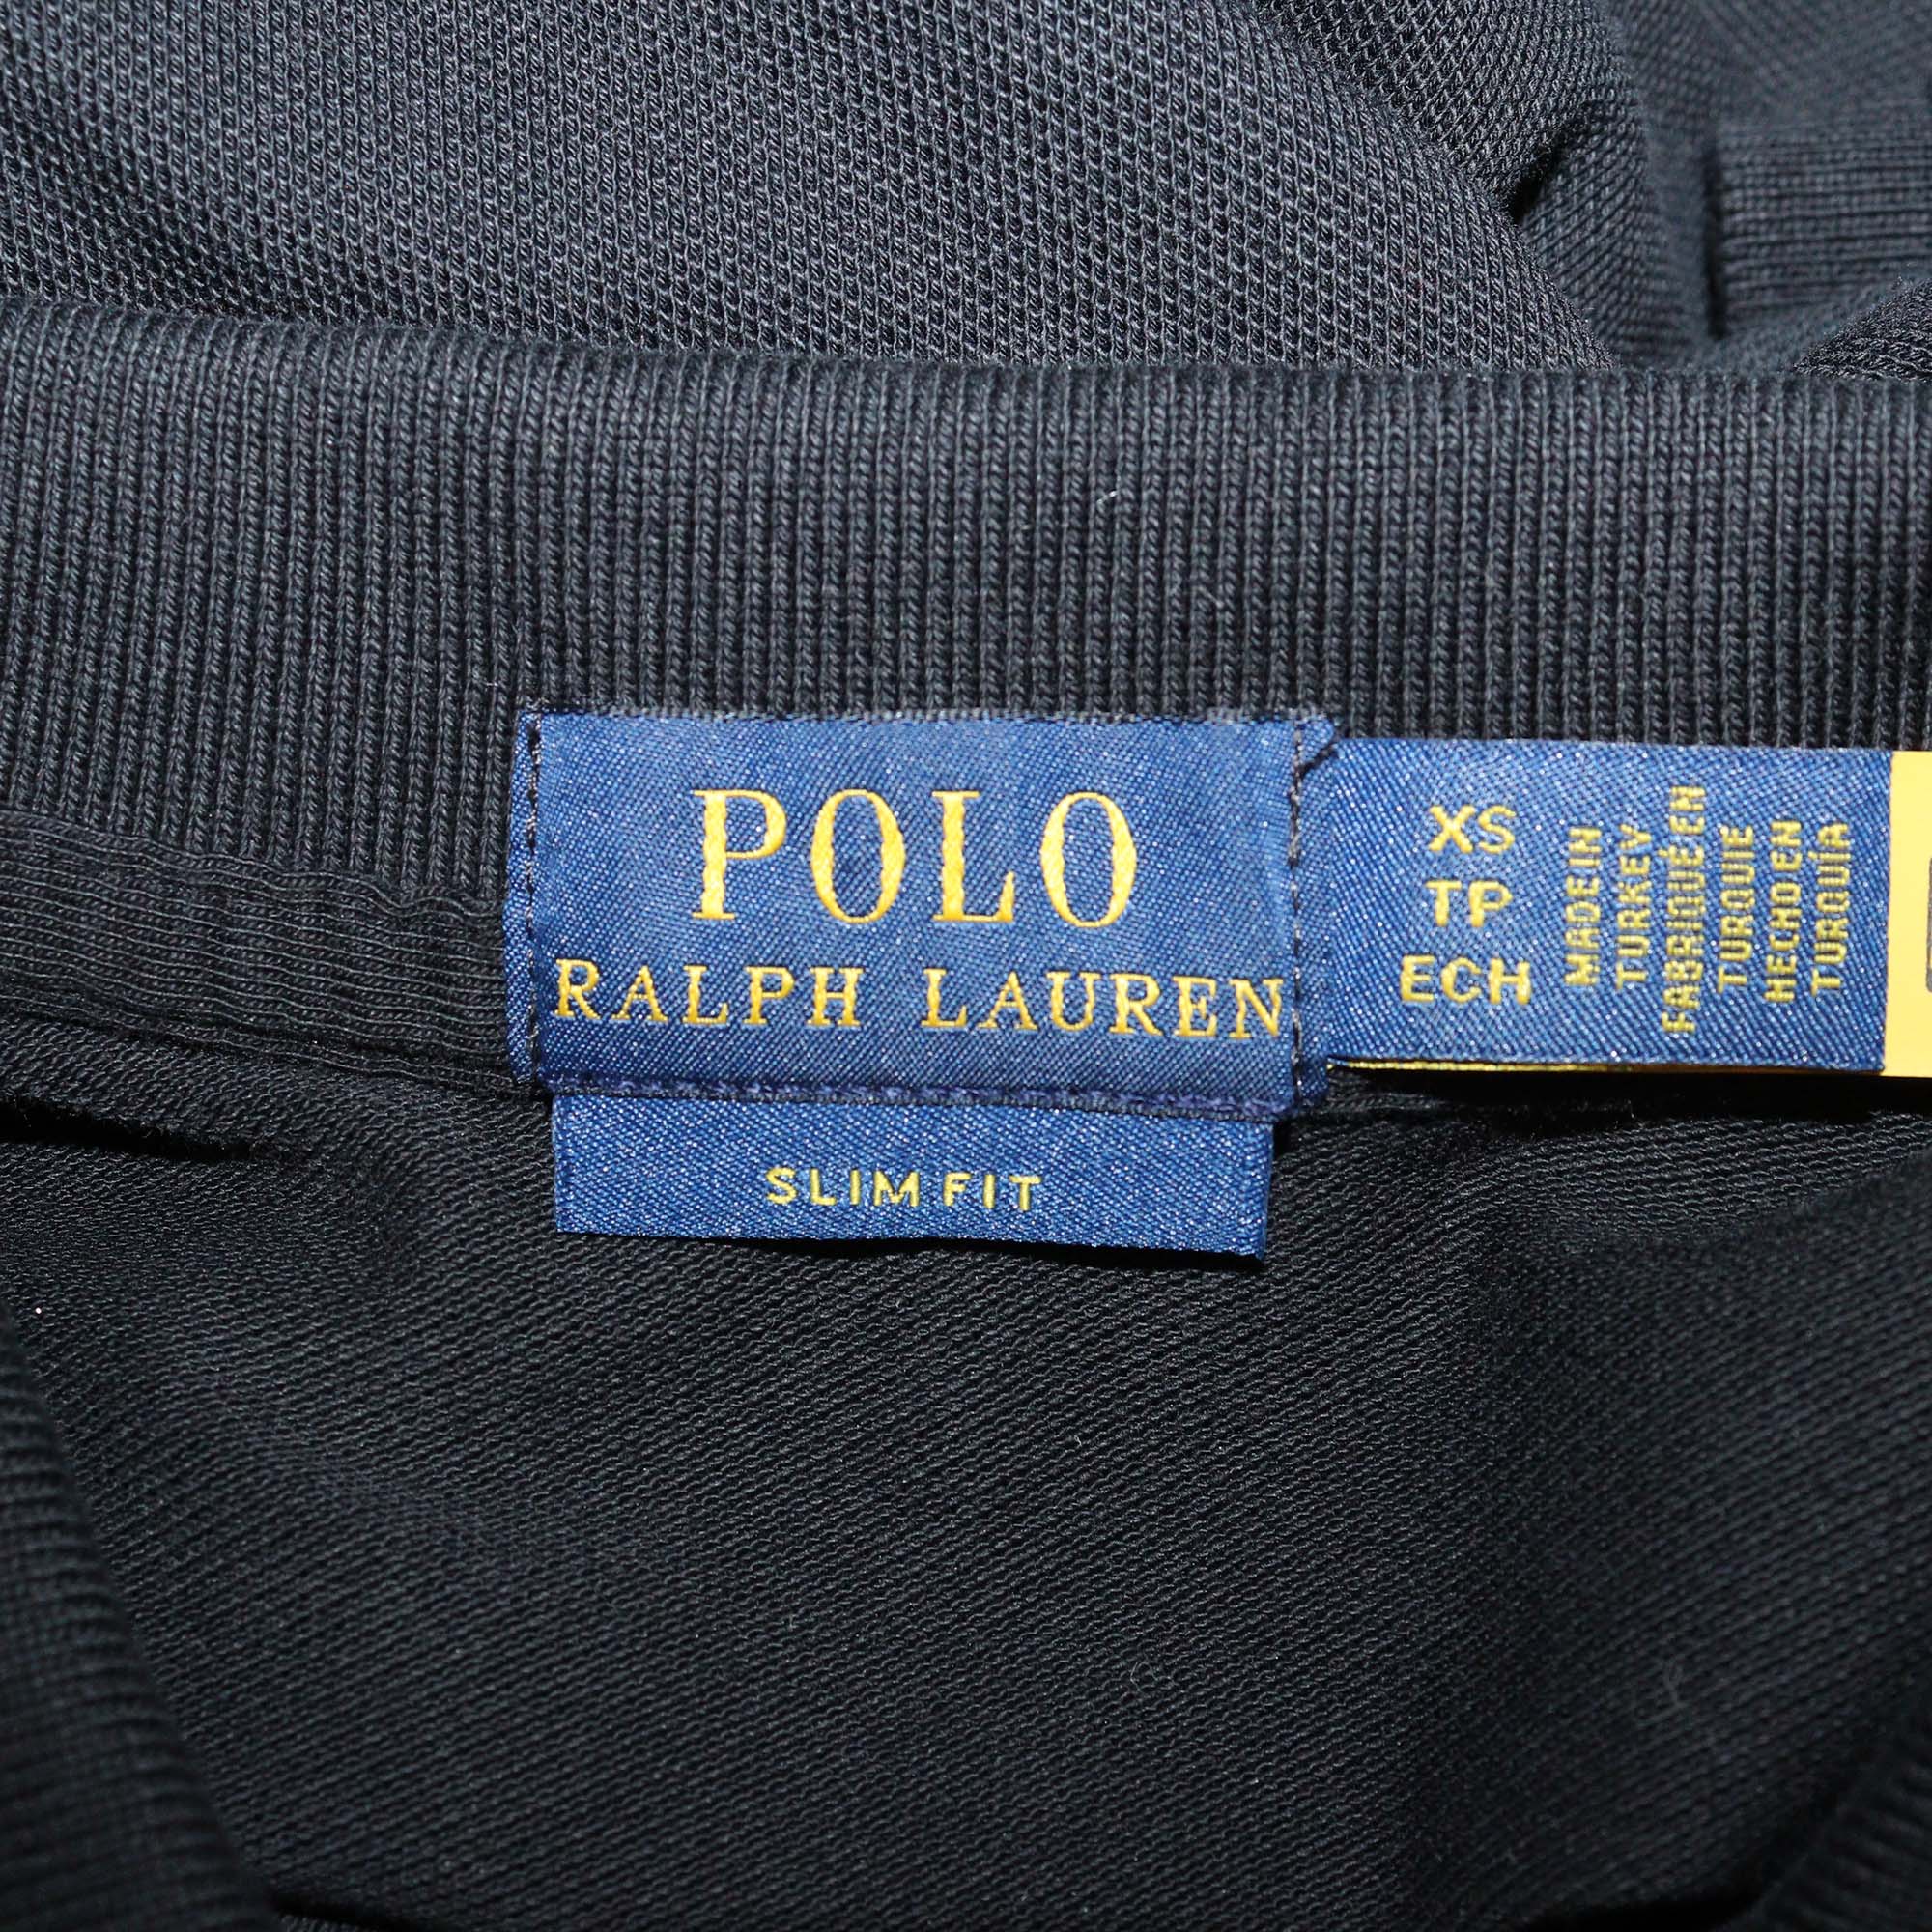 POLO
RALPH LAUREN
SLIM FIT
XS
TP
ECH
MADE IN
TURKEY
FABRIQUÉ EN
TURQUIE
HECHO EN
TURQUÍA